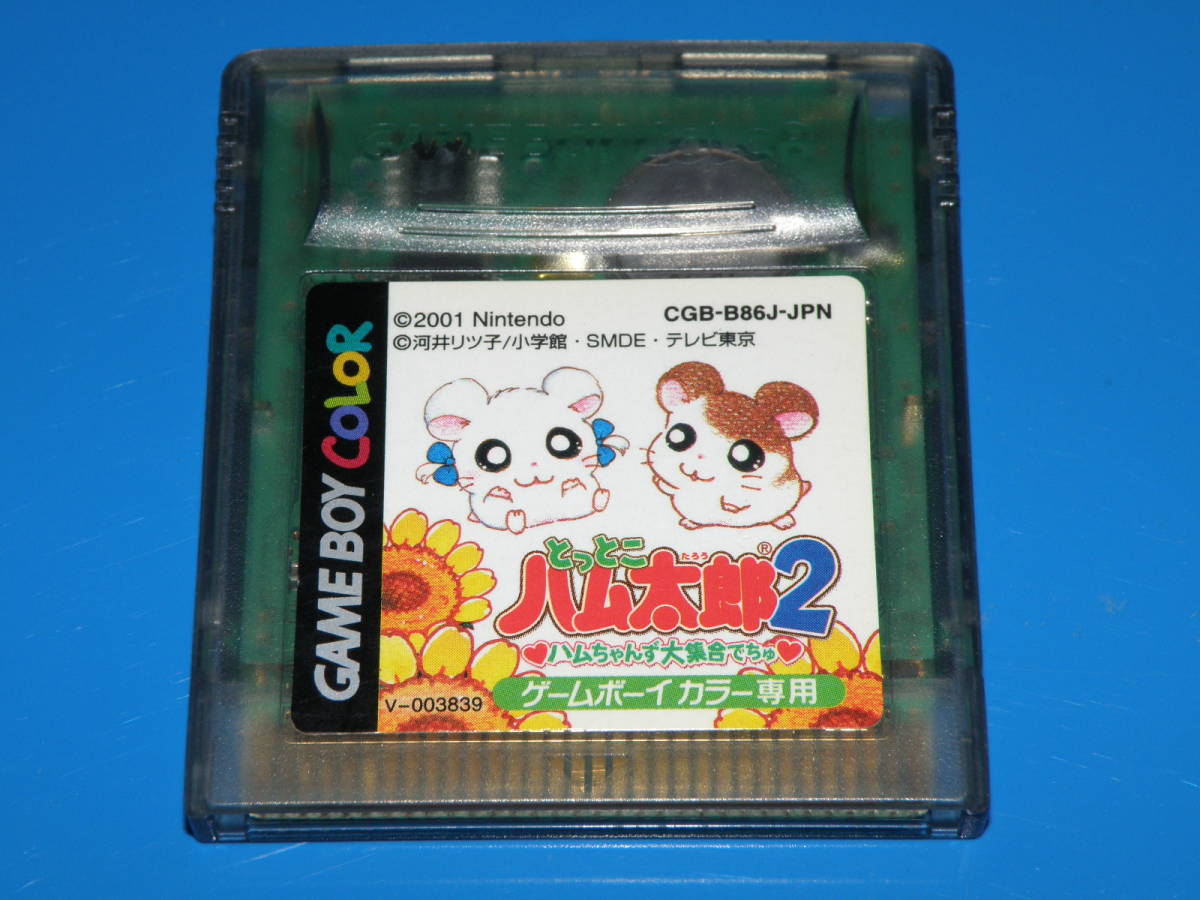 ©2001 Nintendo
CGB-B86J-JPN
©河井リツ子/小学館・SMDE・テレビ東京
GAME BOY COLOR
とっとこ
ハム太郎®2
たろう
♥ハムちゃんず大集合でちゅ♥
ゲームボーイカラー専用
V-003839